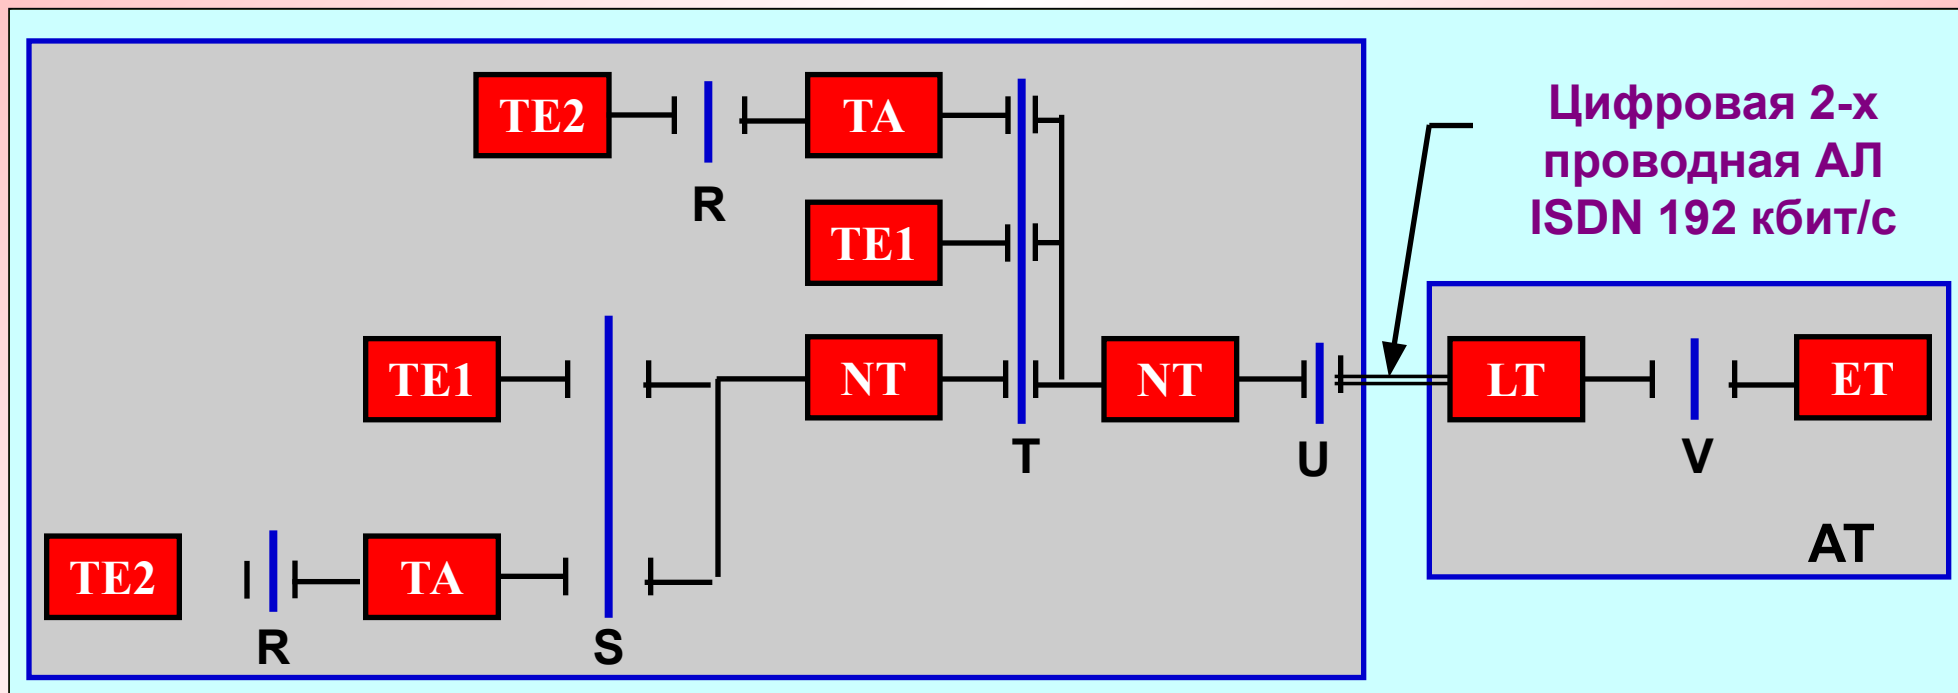 TE2
TA
Цифровая 2-х
проводная АЛ
ISDN 192 кбит/с
R
TE1
TE1
NT
NT
LT
ET
T
U
V
TE2
TA
AT
R
S